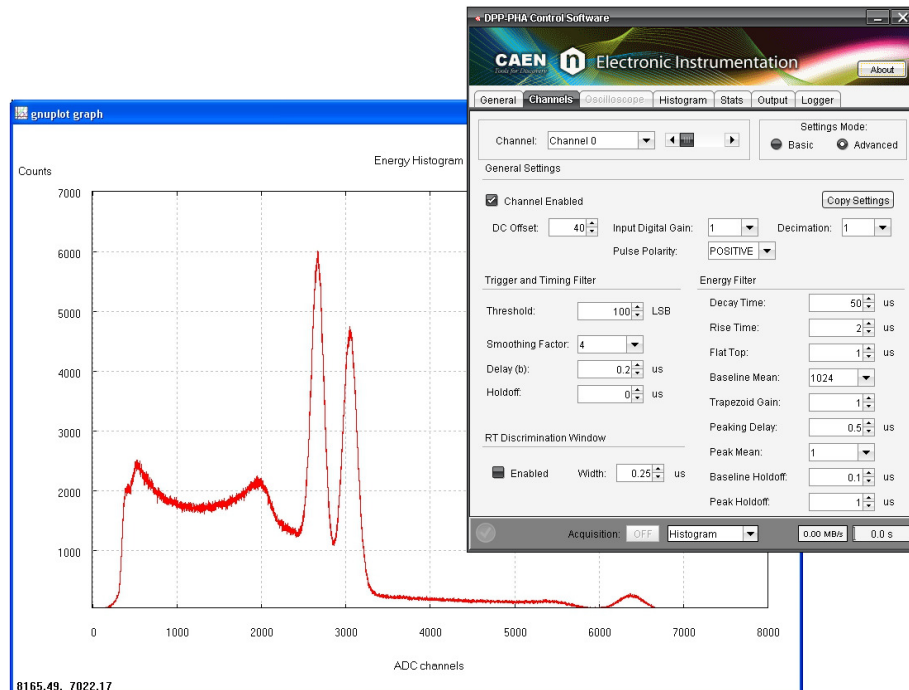 DPP-PHA Control Software
CAEN n Electronic Instrumentation
Tools for Discovery
About
General Channels Oscilloscope Histogram Stats Output Logger
Channel: Channel 0
Settings Mode:
Basic Advanced
General Settings
Channel Enabled Copy Settings
DC Offset: 40 Input Digital Gain: 1 Decimation: 1
Pulse Polarity: POSITIVE
Trigger and Timing Filter
Threshold: 100 LSB
Smoothing Factor: 4
Delay (b): 0.2 us
Holdoff: 0 us
RT Discrimination Window
Enabled Width: 0.25 us
Energy Filter
Decay Time: 50 us
Rise Time: 2 us
Flat Top: 1 us
Baseline Mean: 1024
Trapezoid Gain: 1
Peaking Delay: 0.5 us
Peak Mean: 1
Baseline Holdoff: 0.1 us
Peak Holdoff: 1 us
Acquisition: OFF Histogram 0.00 MB/s 0.0 s
gnuplot graph
Energy Histogram
Counts
7000
6000
5000
4000
3000
2000
1000
0 1000 2000 3000 4000 5000 6000 7000 8000
ADC channels
8165.49, 7022.17